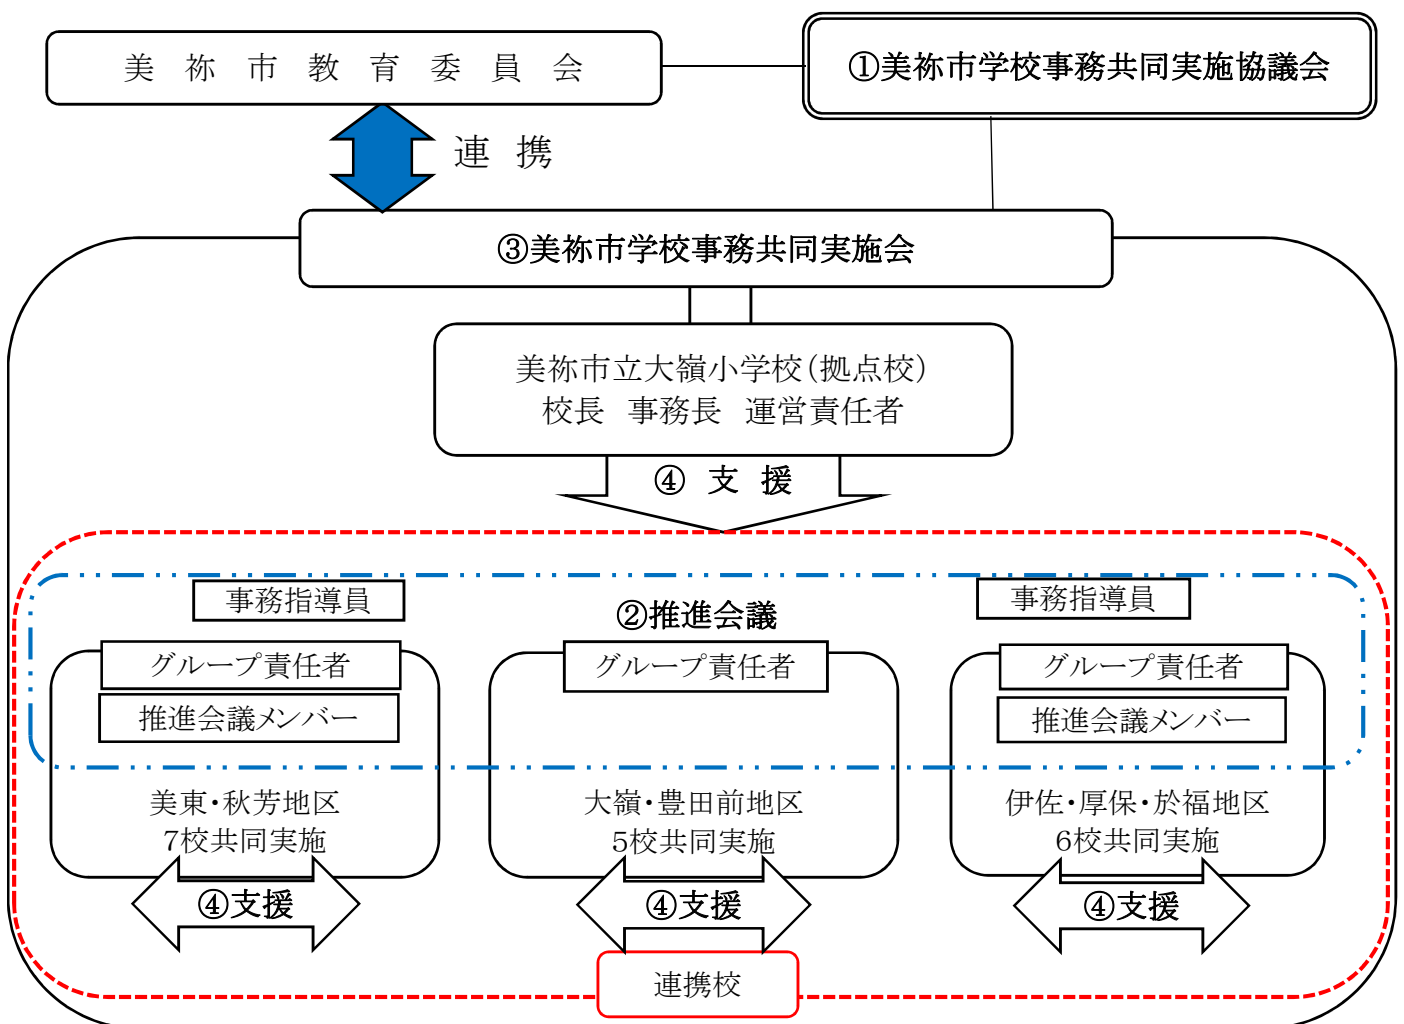 美 祢 市 教 育 委 員 会
①美祢市学校事務共同実施協議会
連 携
③美祢市学校事務共同実施会
美祢市立大嶺小学校(拠点校)
校長 事務長 運営責任者
④ 支 援
事務指導員
②推進会議
事務指導員
グループ責任者
推進会議メンバー
美東・秋芳地区
7校共同実施
④支援
グループ責任者
大嶺・豊田前地区
5校共同実施
④支援
グループ責任者
推進会議メンバー
伊佐・厚保・於福地区
6校共同実施
④支援
連携校